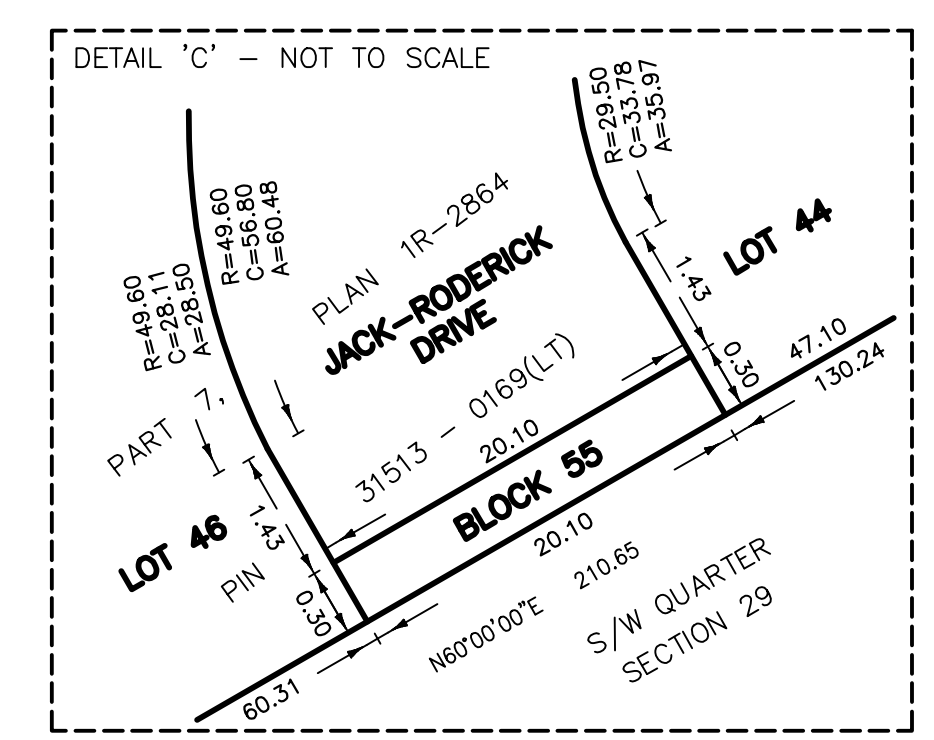 DETAIL 'C' – NOT TO SCALE
R=29.50
C=33.78
A=35.97
R=49.60
C=56.80
A=60.48
R=49.60
C=28.11
A=28.50
PLAN 1R–2864
JACK–RODERICK
DRIVE
LOT 44
1.43
0.30
47.10
130.24
PART 7,
31513 – 0169(LT)
20.10
BLOCK 55
20.10
LOT 46
1.43
PIN
0.30
N60°00'00"E 210.65
S/W QUARTER
SECTION 29
60.31